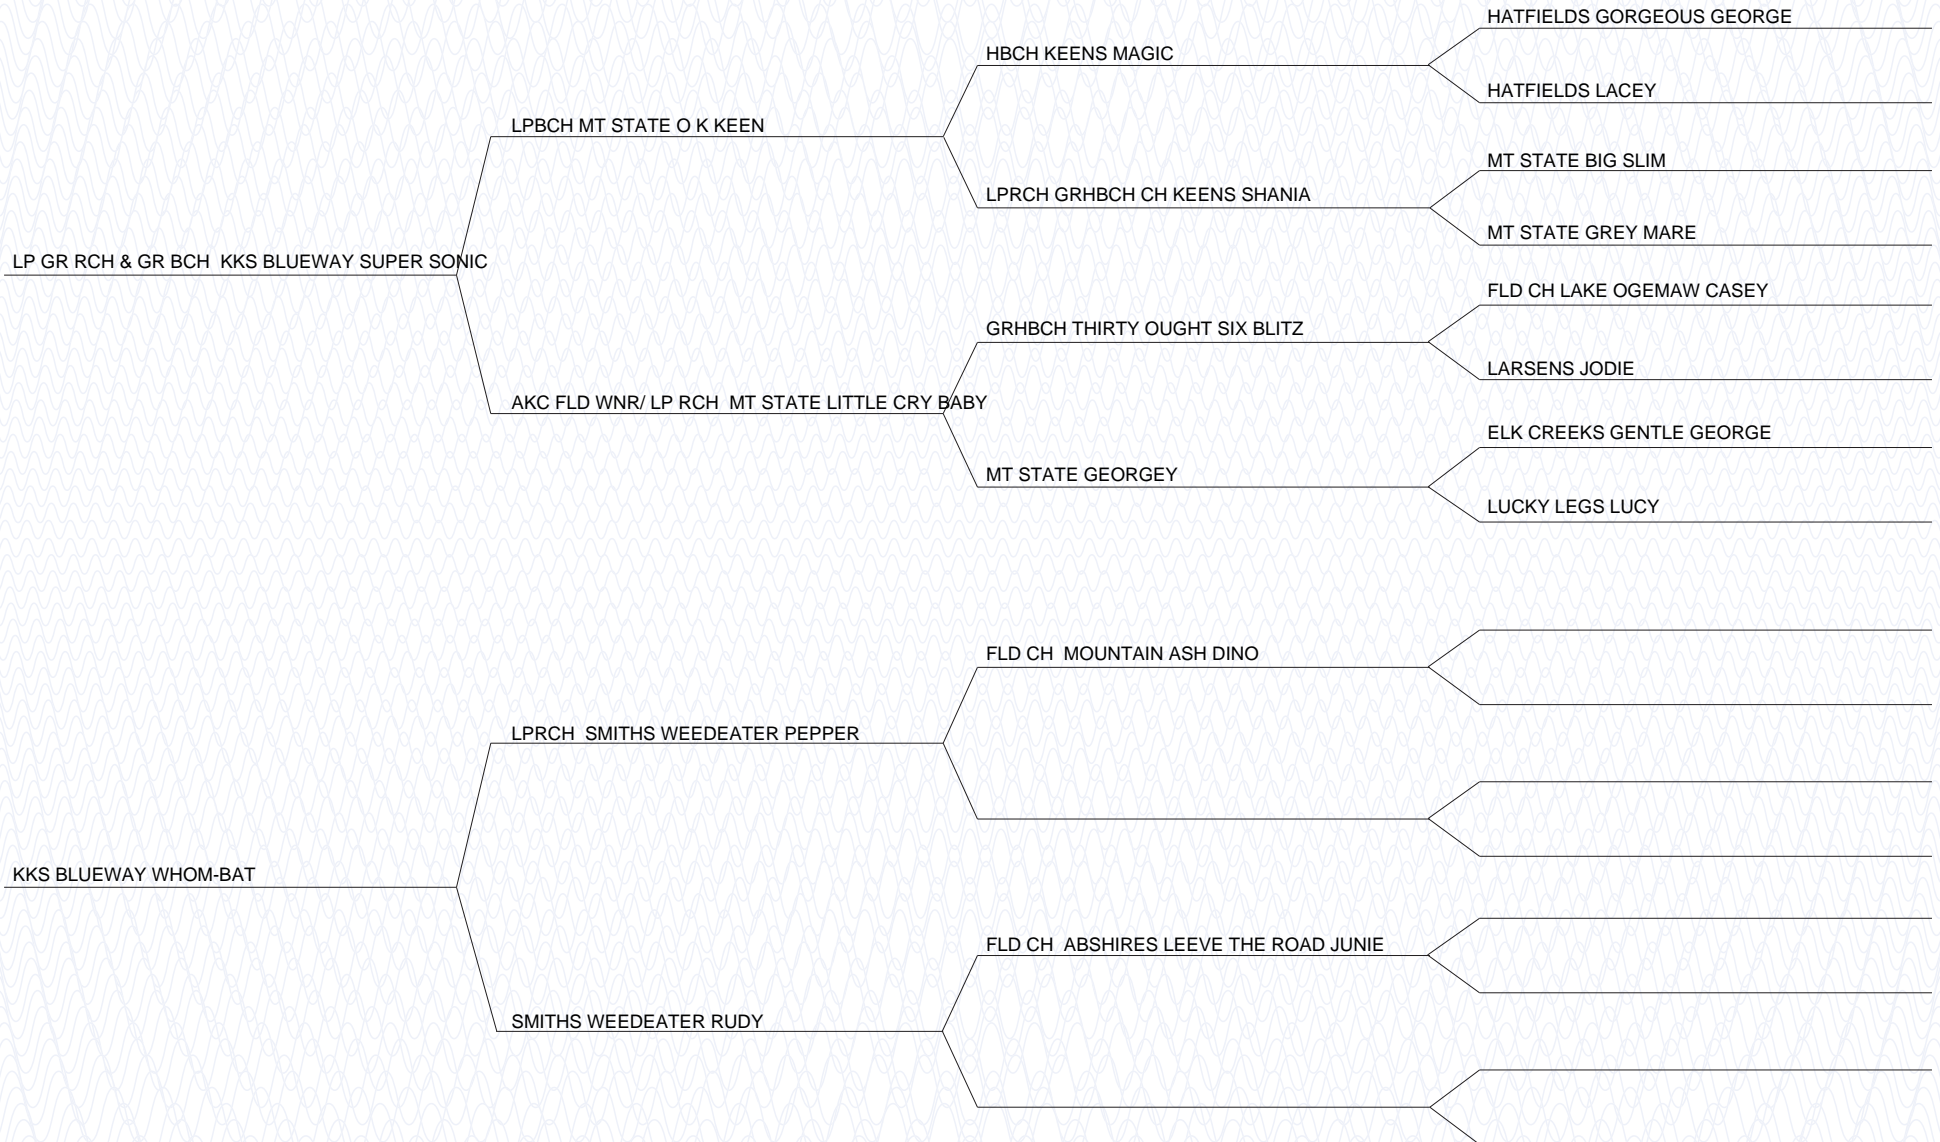 HATFIELDS GORGEOUS GEORGE
HBCH KEENS MAGIC
HATFIELDS LACEY
LPBCH MT STATE O K KEEN
MT STATE BIG SLIM
LPRCH GRHBCH CH KEENS SHANIA
MT STATE GREY MARE
LP GR RCH & GR BCH  KKS BLUEWAY SUPER SONIC
FLD CH LAKE OGEMAW CASEY
GRHBCH THIRTY OUGHT SIX BLITZ
LARSENS JODIE
AKC FLD WNR/ LP RCH  MT STATE LITTLE CRY BABY
ELK CREEKS GENTLE GEORGE
MT STATE GEORGEY
LUCKY LEGS LUCY
FLD CH  MOUNTAIN ASH DINO
LPRCH  SMITHS WEEDEATER PEPPER
KKS BLUEWAY WHOM-BAT
FLD CH  ABSHIRES LEEVE THE ROAD JUNIE
SMITHS WEEDEATER RUDY